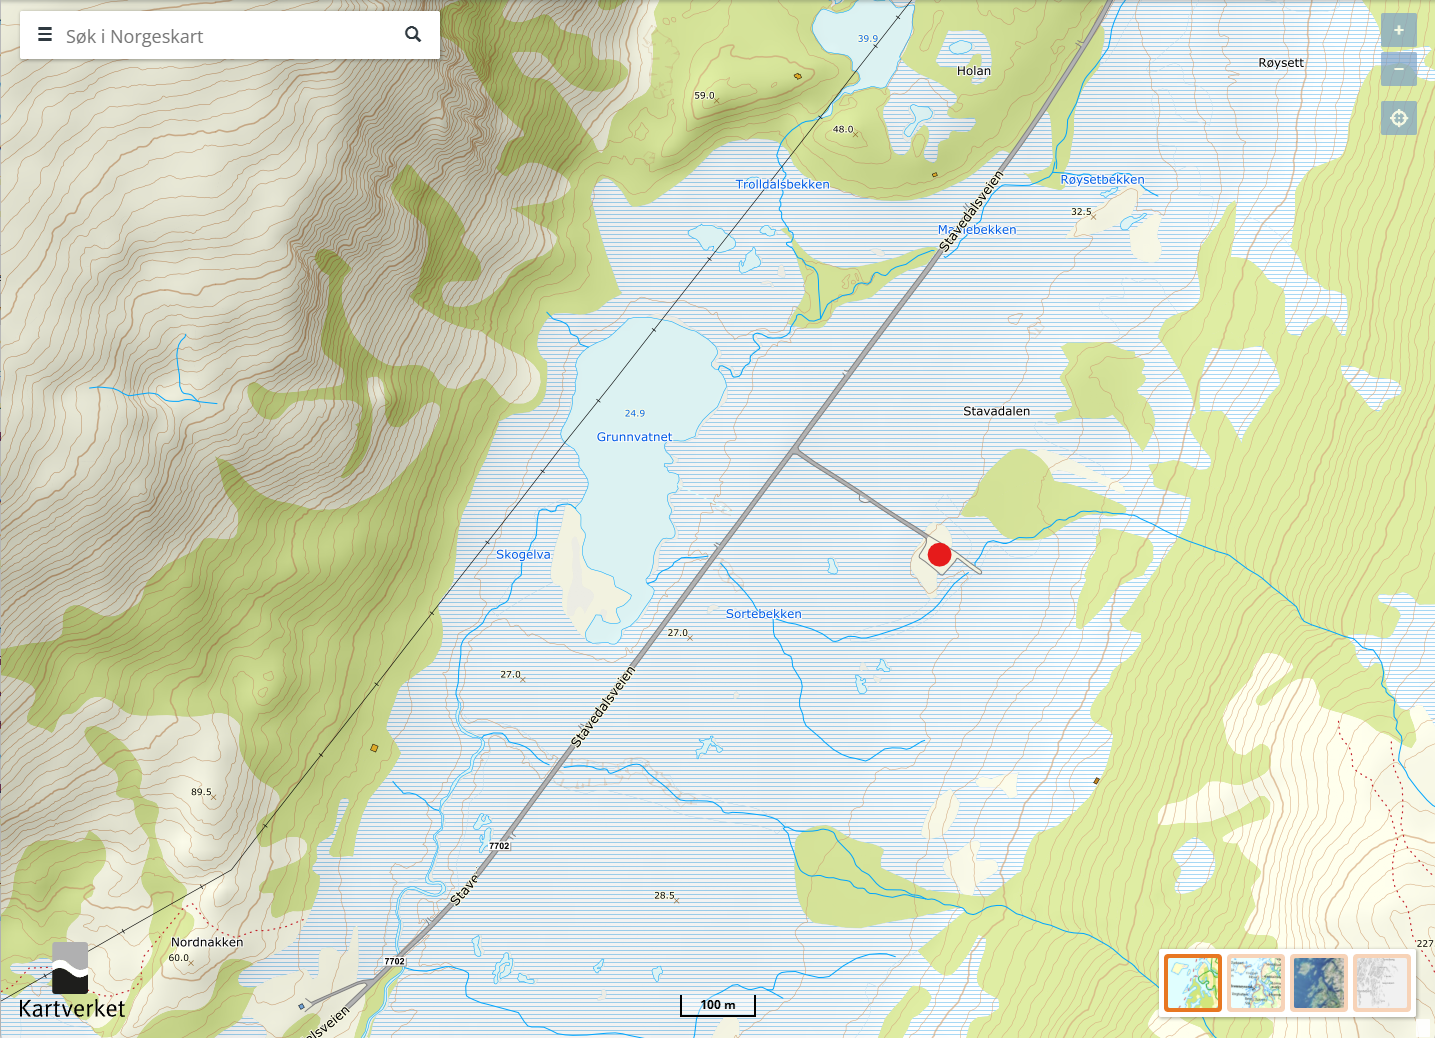 Søk i Norgeskart
39.9
Holan
Røysett
59.0
48.0
Trolldalsbekken
Røysetbekken
Stavedalsveien
32.5
24.9
Grunnvatnet
Stavadalen
Skogelva
Sortebekken
27.0
27.0
Stavedalsveien
89.5
7702
Stave
28.5
Nordnakken
60.0
7702
227
alsveien
100 m
Kartverket